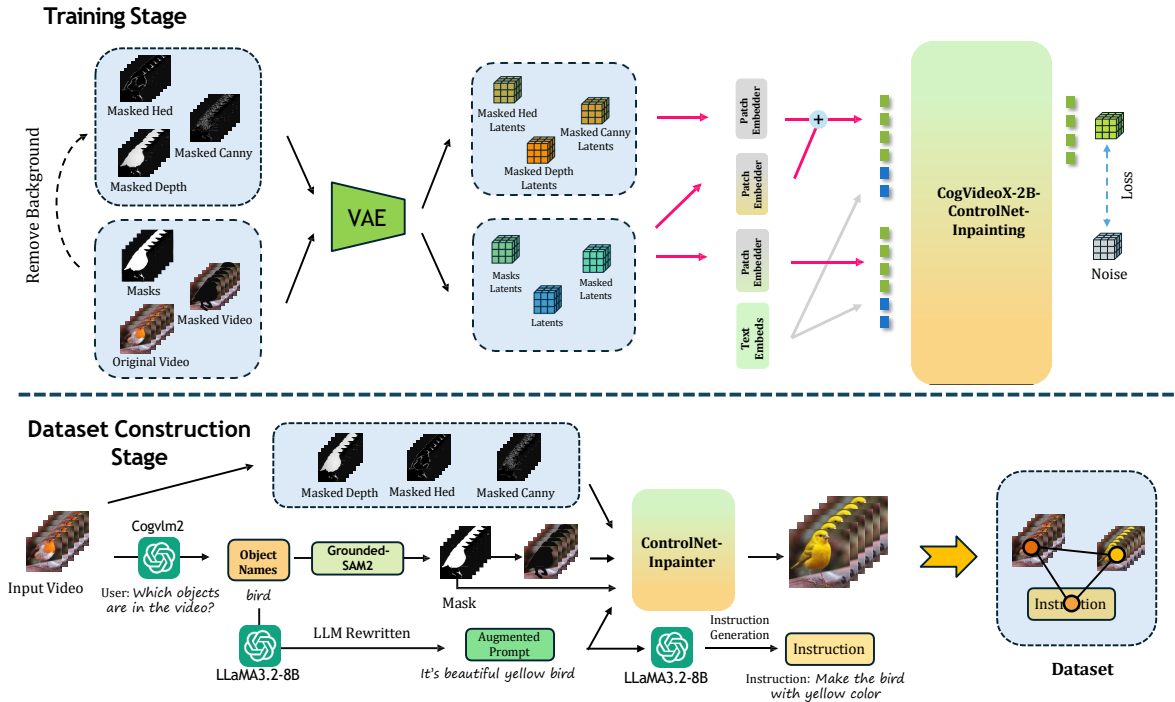 Training Stage
Remove Background
Masked Hed
Masked Canny
Masked Depth
Masks
Masked Video
Original Video
VAE
Masked Hed
Latents
Masked Canny
Latents
Masked Depth
Latents
Masks
Latents
Masked
Latents
Latents
Patch
Embedder
Patch
Embedder
Patch
Embedder
Text
Embeds
+
CogVideoX-2B-
ControlNet-
Inpainting
Loss
Noise
Dataset Construction
Stage
Masked Depth
Masked Hed
Masked Canny
Input Video
Cogvlm2
User: Which objects
are in the video?
Object
Names
bird
Grounded-
SAM2
Mask
ControlNet-
Inpainter
LLaMA3.2-8B
LLM Rewritten
Augmented
Prompt
It's beautiful yellow bird
LLaMA3.2-8B
Instruction
Generation
Instruction
Instruction: Make the bird
with yellow color
Instruction
Dataset